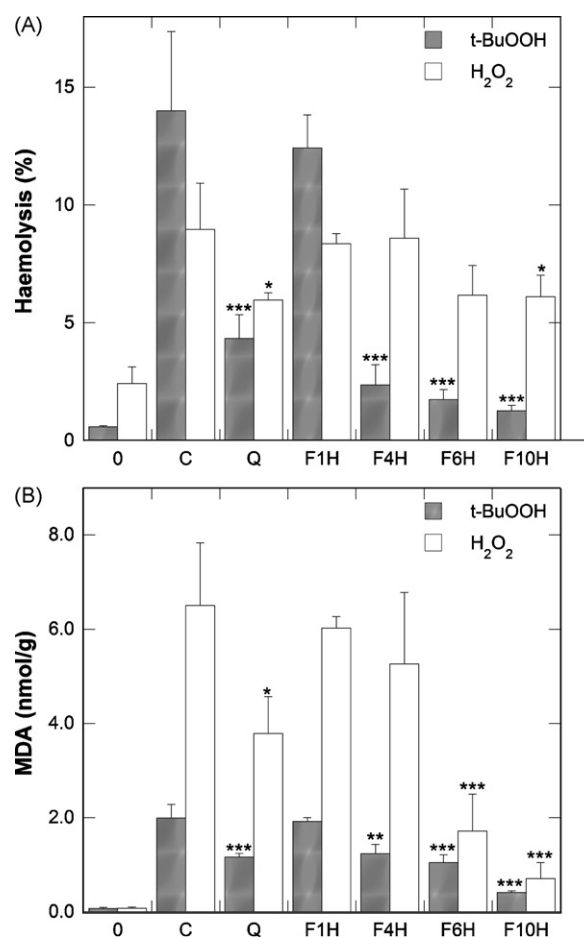 (A)
t-BuOOH
H₂O₂
15
10
5
0
Haemolysis (%)
*** * *** *** *** *
0 C Q F1H F4H F6H F10H
(B)
t-BuOOH
H₂O₂
8.0
6.0
4.0
2.0
0.0
MDA (nmol/g)
*** * ** *** *** *** ***
0 C Q F1H F4H F6H F10H